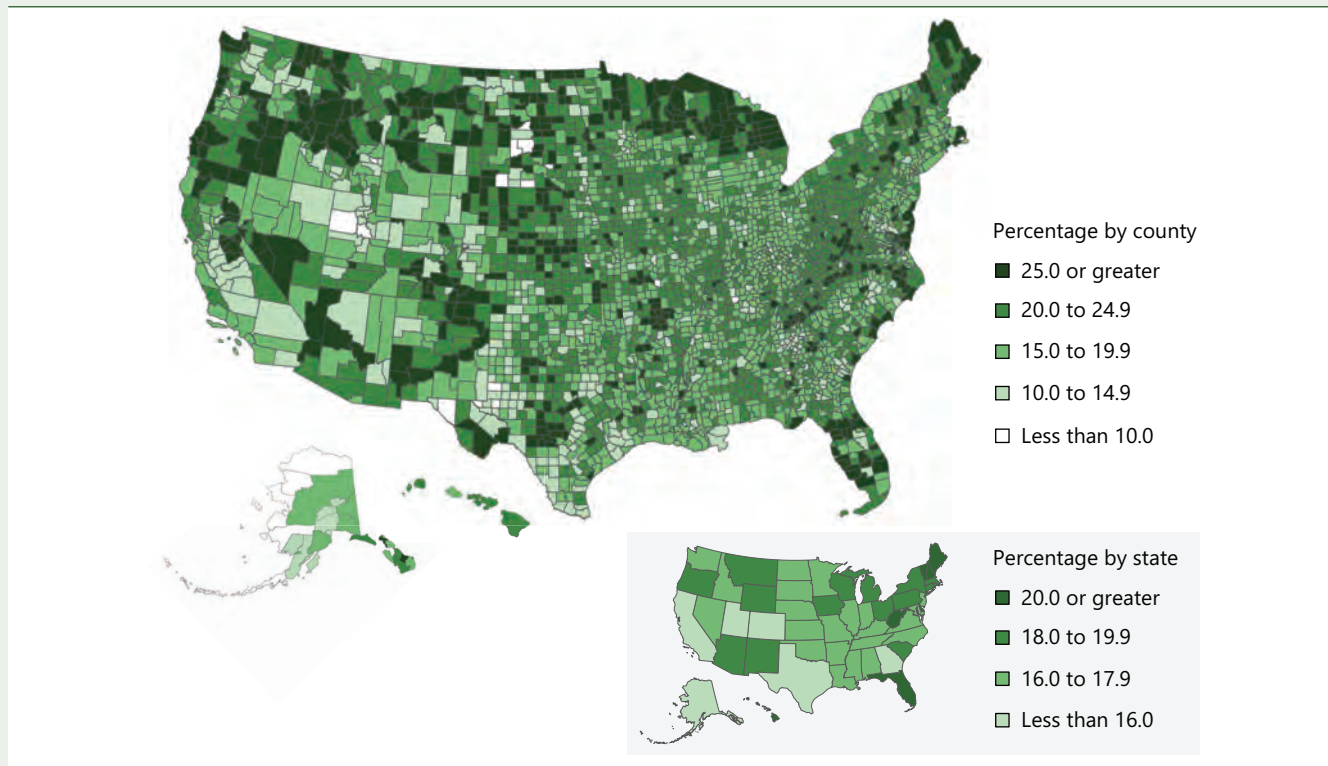 Percentage by county
25.0 or greater
20.0 to 24.9
15.0 to 19.9
10.0 to 14.9
Less than 10.0
Percentage by state
20.0 or greater
18.0 to 19.9
16.0 to 17.9
Less than 16.0